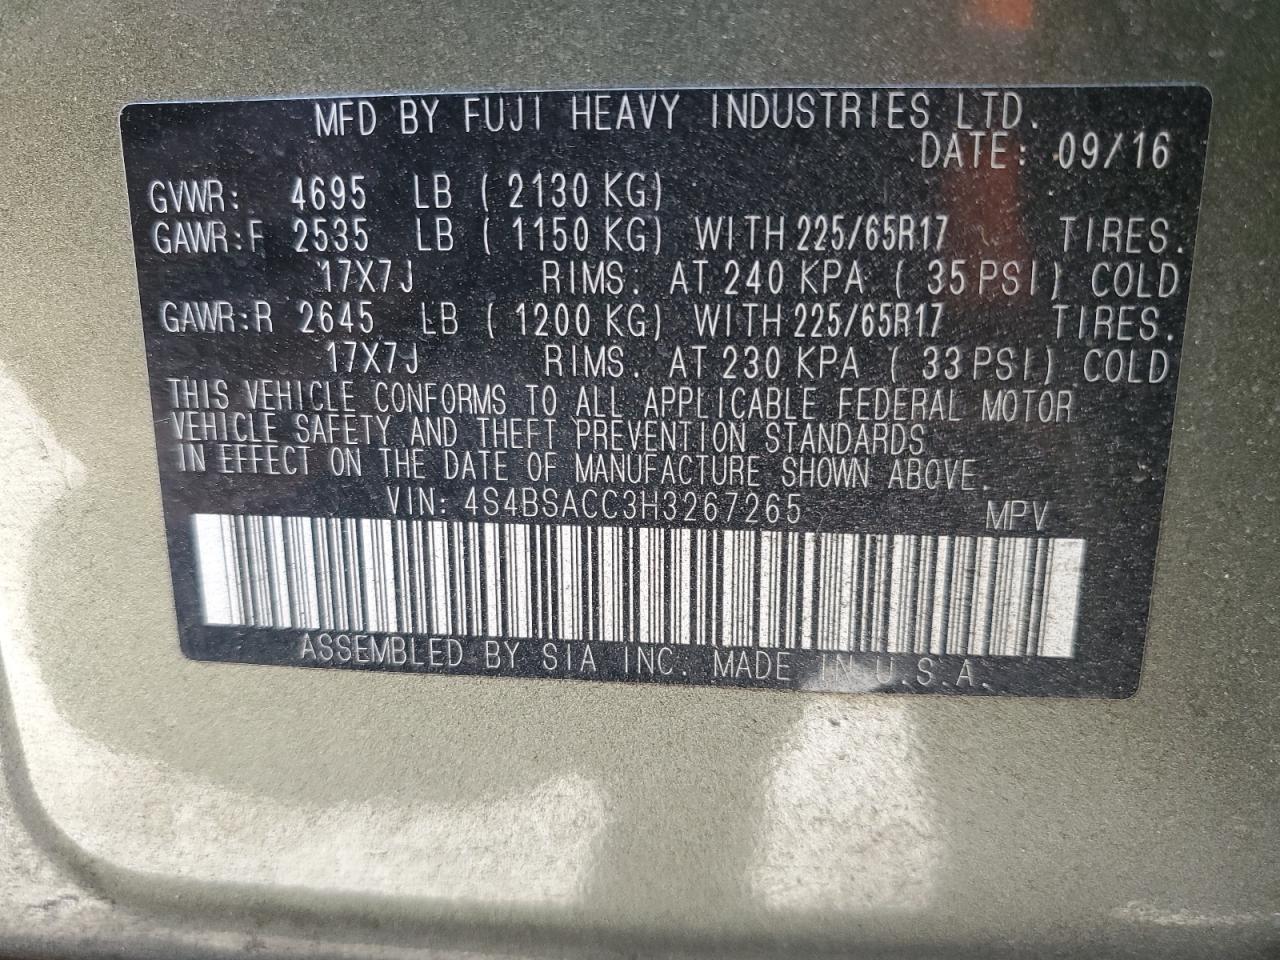 MFD BY FUJI HEAVY INDUSTRIES LTD.
DATE: 09/16
GVWR: 4695 LB ( 2130 KG)
GAWR:F 2535 LB ( 1150 KG) WITH 225/65R17 TIRES.
17X7J RIMS. AT 240 KPA ( 35 PSI) COLD
GAWR:R 2645 LB ( 1200 KG) WITH 225/65R17 TIRES.
17X7J RIMS. AT 230 KPA ( 33 PSI) COLD
THIS VEHICLE CONFORMS TO ALL APPLICABLE FEDERAL MOTOR
VEHICLE SAFETY AND THEFT PREVENTION STANDARDS
IN EFFECT ON THE DATE OF MANUFACTURE SHOWN ABOVE.
VIN: 4S4BSACC3H3267265 MPV
ASSEMBLED BY SIA INC. MADE IN U.S.A.